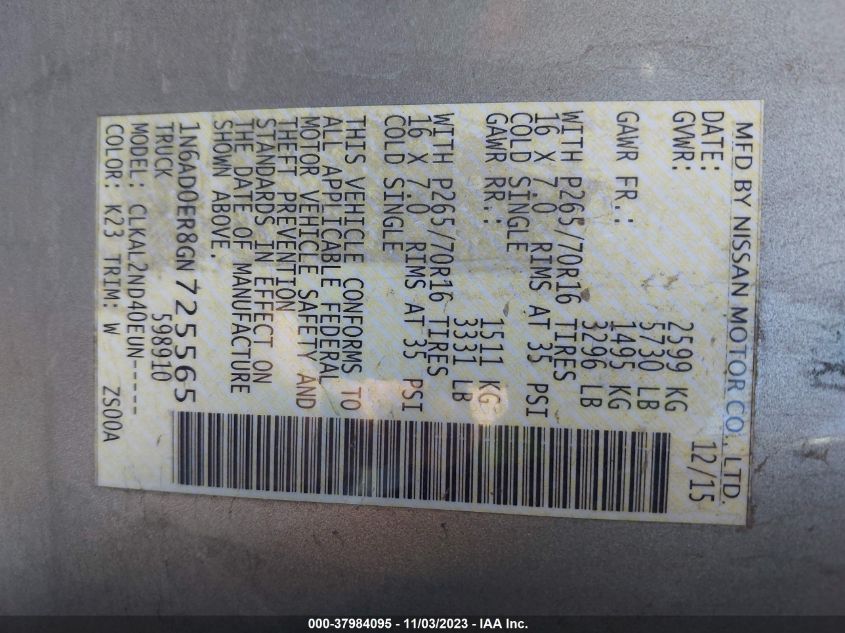 MFD BY NISSAN MOTOR CO., LTD.
DATE: 12/15
GVWR: 2599 KG
5730 LB
GAWR FR.: 1495 KG
3296 LB
WITH P265/70R16 TIRES
16 X 7.0 RIMS AT 35 PSI
COLD SINGLE
GAWR RR.: 1511 KG
3331 LB
WITH P265/70R16 TIRES
16 X 7.0 RIMS AT 35 PSI
COLD SINGLE
THIS VEHICLE CONFORMS TO
ALL APPLICABLE FEDERAL
MOTOR VEHICLE SAFETY AND
THEFT PREVENTION
STANDARDS IN EFFECT ON
THE DATE OF MANUFACTURE
SHOWN ABOVE.
1N6AD0ER8GN725565
TRUCK 598910
MODEL: CLKAL2ND40EUN-----
COLOR: K23 TRIM: W ZS00A
000-37984095 - 11/03/2023 - IAA Inc.